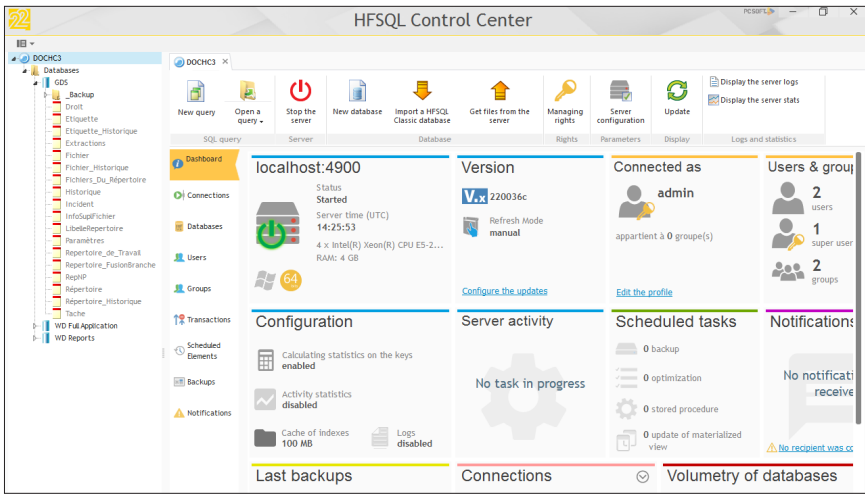 22
HFSQL Control Center
PCSOFT
DOCHC3
Databases
GDS
_Backup
Droit
Etiquette
Etiquette_Historique
Extractions
Fichier
Fichier_Historique
Fichiers_Du_Répertoire
Historique
Incident
InfoSuplFichier
LibelleRepertoire
Paramètres
Repertoire_de_Travail
Repertoire_FusionBranche
RepNP
Répertoire
Répertoire_Historique
Tache
WD Full Application
WD Reports
DOCHC3 ×
New query
Open a query
Stop the server
New database
Import a HFSQL Classic database
Get files from the server
Managing rights
Server configuration
Update
Display the server logs
Display the server stats
SQL query
Server
Database
Rights
Parameters
Display
Logs and statistics
Dashboard
Connections
Databases
Users
Groups
Transactions
Scheduled Elements
Backups
Notifications
localhost:4900
Status
Started
Server time (UTC)
14:25:53
4 x Intel(R) Xeon(R) CPU E5-2...
RAM: 4 GB
64
Version
V.x 220036c
Refresh Mode
manual
Configure the updates
Connected as
admin
appartient à 0 groupe(s)
Edit the profile
Users & group
2
users
1
super user
2
groups
Configuration
Calculating statistics on the keys
enabled
Activity statistics
disabled
Cache of indexes
100 MB
Logs
disabled
Server activity
No task in progress
Scheduled tasks
0 backup
0 optimization
0 stored procedure
0 update of materialized
view
Notifications
No notificati
receive
No recipient was co
Last backups
Connections
Volumetry of databases